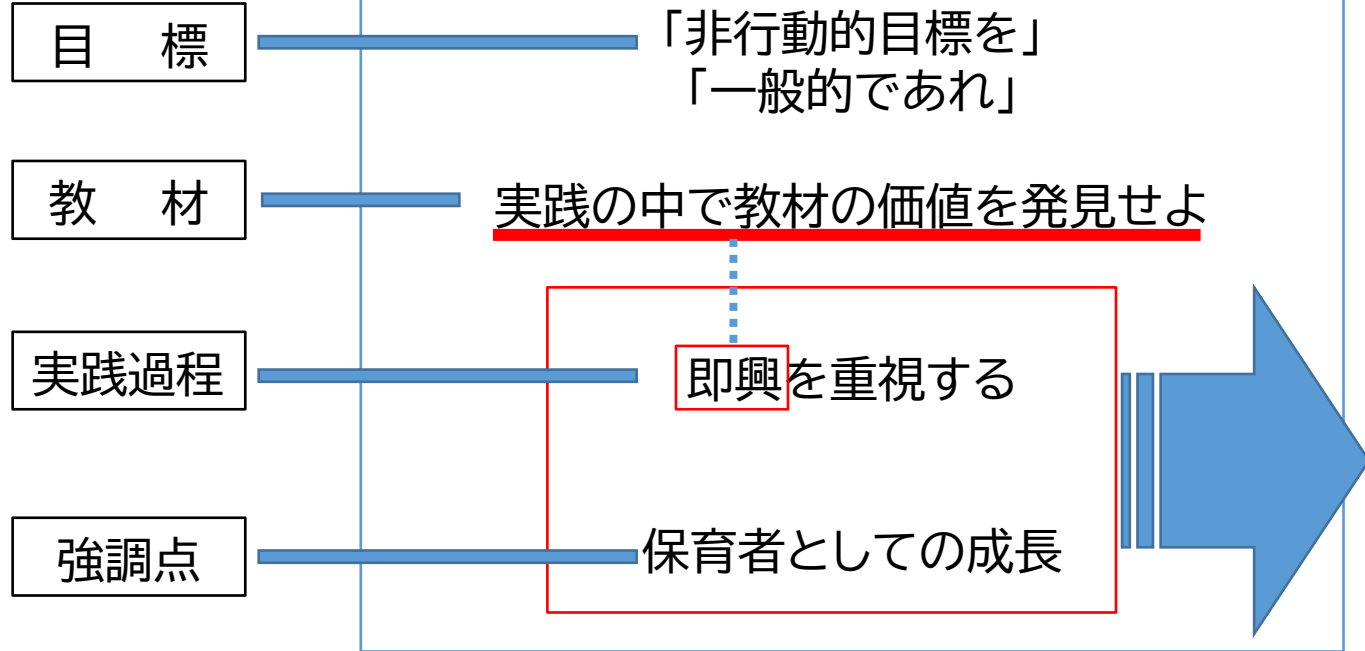 目 標
「非行動的目標を」
「一般的であれ」
教 材
実践の中で教材の価値を発見せよ
実践過程
即興を重視する
強調点
保育者としての成長